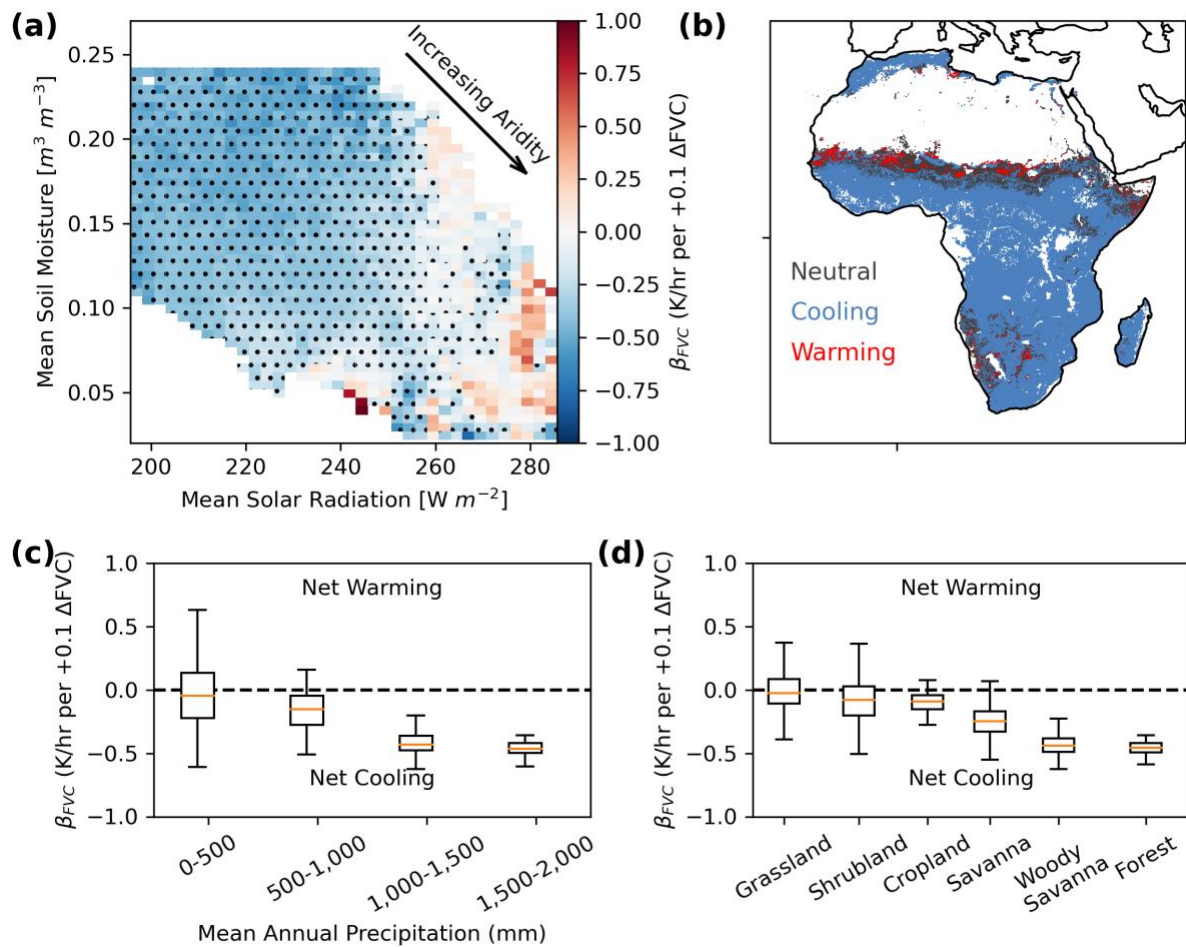 (a)
Mean Soil Moisture [m³ m⁻³]
0.25
0.20
0.15
0.10
0.05
200 220 240 260 280
Mean Solar Radiation [W m⁻²]
Increasing Aridity
1.00
0.75
0.50
0.25
0.00
−0.25
−0.50
−0.75
−1.00
β_FVC (K/hr per +0.1 ΔFVC)
(b)
Neutral
Cooling
Warming
(c)
β_FVC (K/hr per +0.1 ΔFVC)
1.0
0.5
0.0
−0.5
−1.0
Net Warming
Net Cooling
0-500
500-1,000
1,000-1,500
1,500-2,000
Mean Annual Precipitation (mm)
(d)
β_FVC (K/hr per +0.1 ΔFVC)
1.0
0.5
0.0
−0.5
−1.0
Net Warming
Net Cooling
Grassland
Shrubland
Cropland
Savanna
Woody
Savanna
Forest